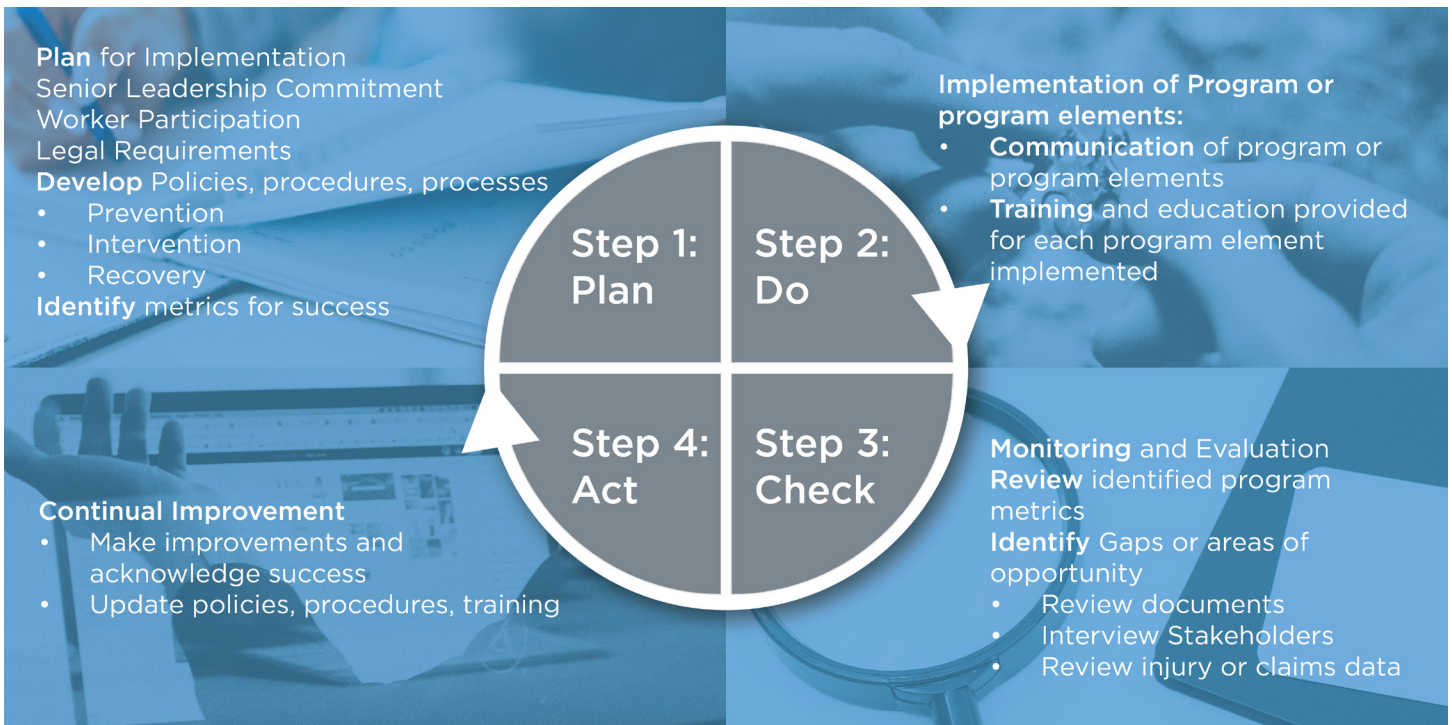 Plan for Implementation
Senior Leadership Commitment
Worker Participation
Legal Requirements
Develop Policies, procedures, processes
• Prevention
• Intervention
• Recovery
Identify metrics for success
Implementation of Program or
program elements:
• Communication of program or
program elements
• Training and education provided
for each program element
implemented
Step 1:
Plan
Step 2:
Do
Step 4:
Act
Step 3:
Check
Continual Improvement
• Make improvements and
acknowledge success
• Update policies, procedures, training
Monitoring and Evaluation
Review identified program
metrics
Identify Gaps or areas of
opportunity
• Review documents
• Interview Stakeholders
• Review injury or claims data